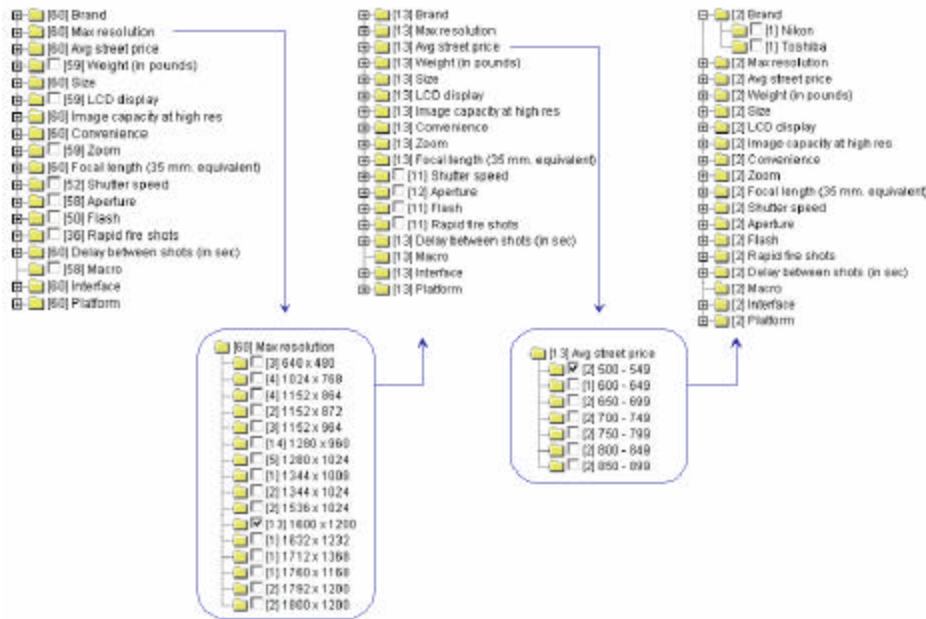 [60] Brand
[60] Max resolution
[60] Avg street price
[59] Weight (in pounds)
[60] Size
[59] LCD display
[60] Image capacity at high res
[60] Convenience
[59] Zoom
[60] Focal length (35 mm. equivalent)
[52] Shutter speed
[58] Aperture
[50] Flash
[36] Rapid fire shots
[60] Delay between shots (in sec)
[58] Macro
[60] Interface
[60] Platform
[13] Brand
[13] Max resolution
[13] Avg street price
[13] Weight (in pounds)
[13] Size
[13] LCD display
[13] Image capacity at high res
[13] Convenience
[13] Zoom
[13] Focal length (35 mm. equivalent)
[11] Shutter speed
[12] Aperture
[11] Flash
[11] Rapid fire shots
[13] Delay between shots (in sec)
[13] Macro
[13] Interface
[13] Platform
[2] Brand
[1] Nikon
[1] Toshiba
[2] Max resolution
[2] Avg street price
[2] Weight (in pounds)
[2] Size
[2] LCD display
[2] Image capacity at high res
[2] Convenience
[2] Zoom
[2] Focal length (35 mm. equivalent)
[2] Shutter speed
[2] Aperture
[2] Flash
[2] Rapid fire shots
[2] Delay between shots (in sec)
[2] Macro
[2] Interface
[2] Platform
[60] Max resolution
[3] 640 x 480
[4] 1024 x 768
[4] 1152 x 864
[2] 1152 x 872
[3] 1152 x 964
[14] 1280 x 960
[5] 1280 x 1024
[1] 1344 x 1008
[2] 1344 x 1024
[2] 1536 x 1024
[13] 1600 x 1200
[1] 1632 x 1232
[1] 1712 x 1368
[1] 1760 x 1168
[2] 1792 x 1200
[2] 1800 x 1200
[13] Avg street price
[2] 500 - 549
[1] 600 - 649
[2] 650 - 699
[2] 700 - 749
[2] 750 - 799
[2] 800 - 849
[2] 850 - 899